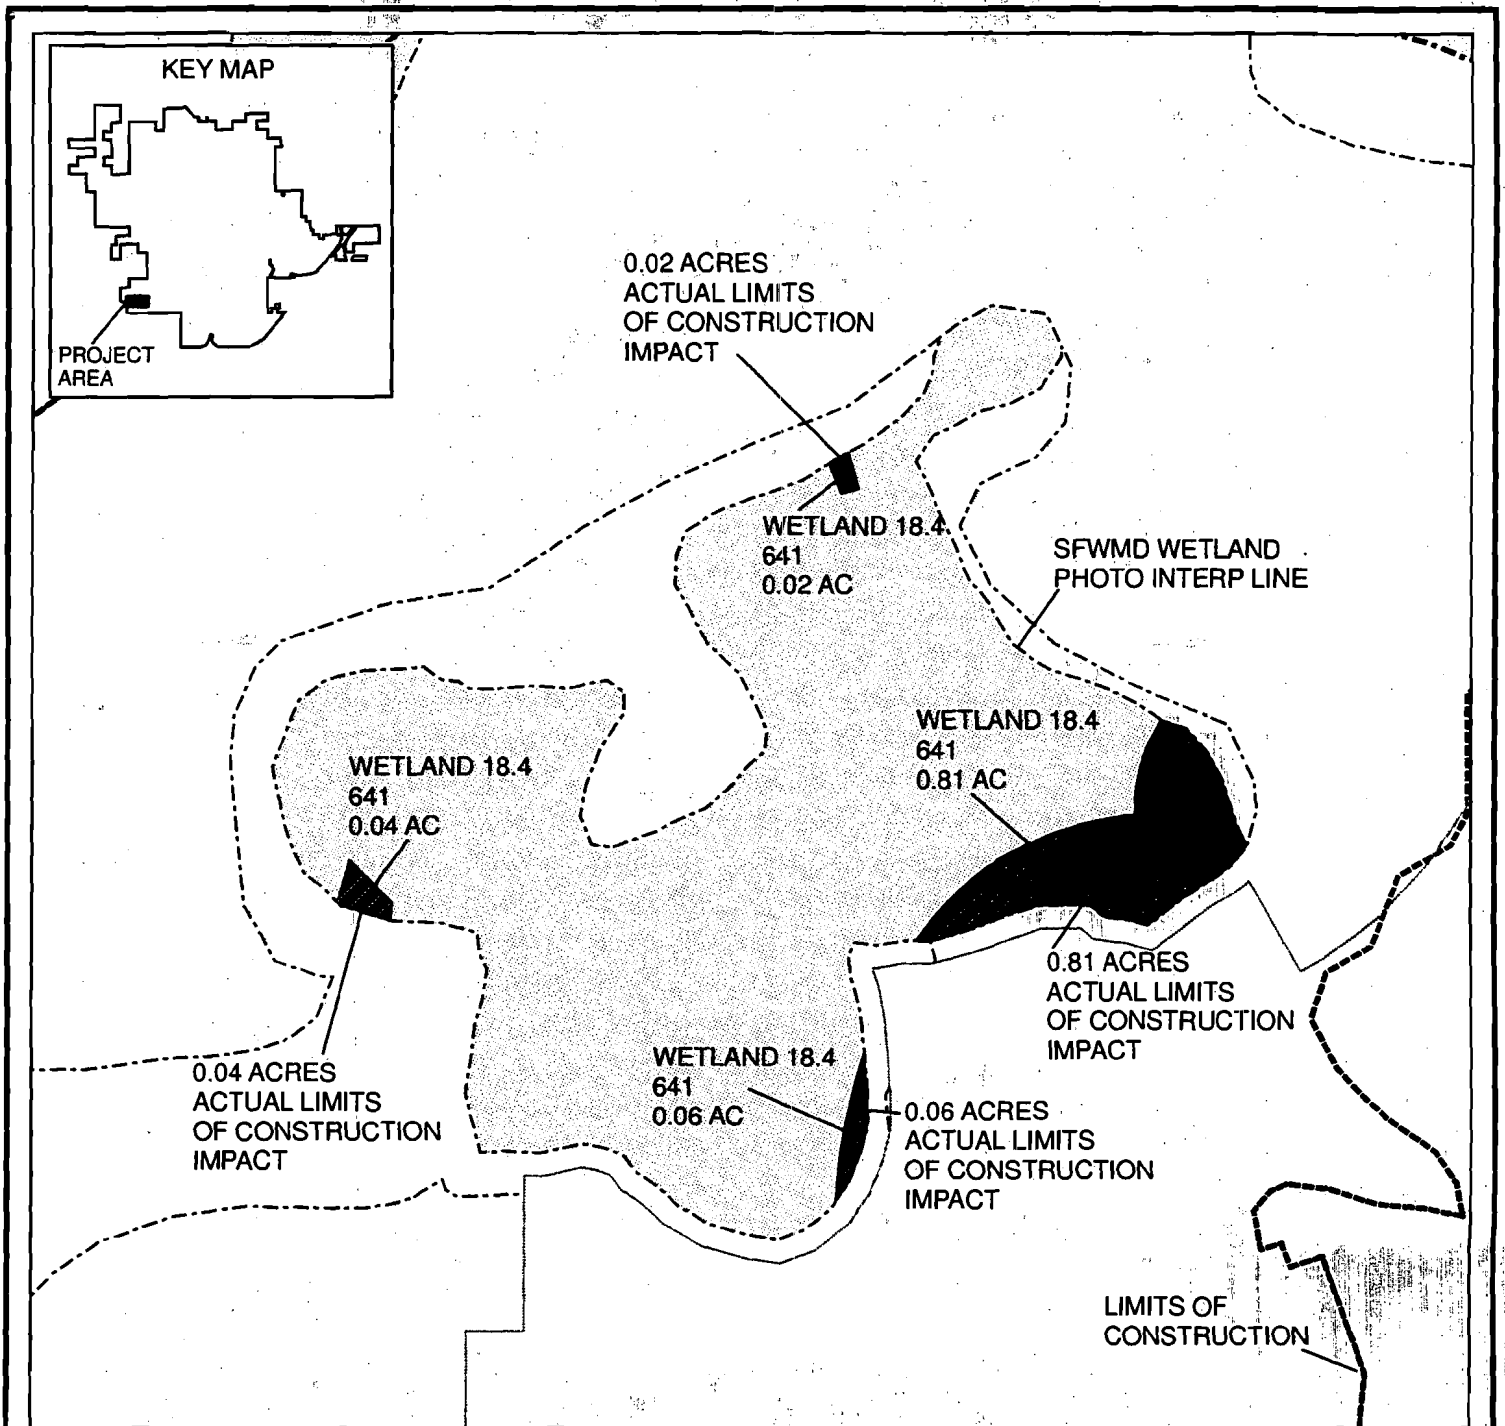 KEY MAP
PROJECT
AREA
0.02 ACRES
ACTUAL LIMITS
OF CONSTRUCTION
IMPACT
WETLAND 18.4
641
0.02 AC
SFWMD WETLAND
PHOTO INTERP LINE
WETLAND 18.4
641
0.81 AC
WETLAND 18.4
641
0.04 AC
0.81 ACRES
ACTUAL LIMITS
OF CONSTRUCTION
IMPACT
0.04 ACRES
ACTUAL LIMITS
OF CONSTRUCTION
IMPACT
WETLAND 18.4
641
0.06 AC
0.06 ACRES
ACTUAL LIMITS
OF CONSTRUCTION
IMPACT
LIMITS OF
CONSTRUCTION